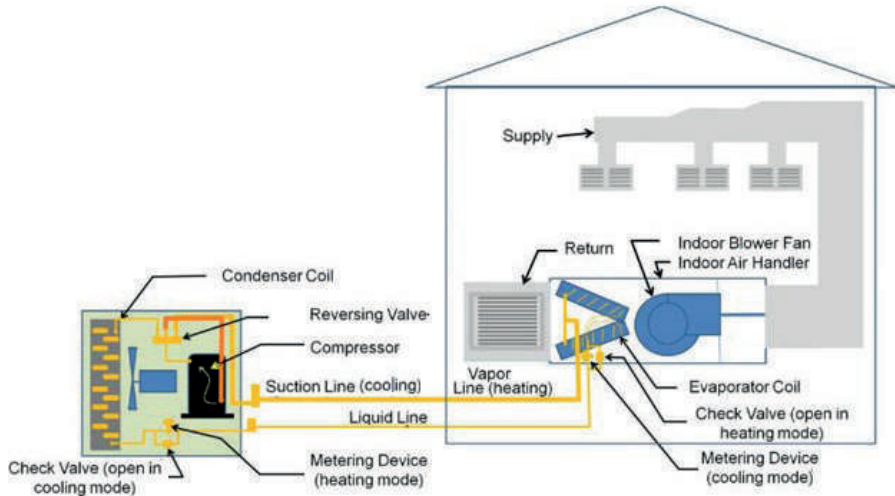 Supply
Return
Indoor Blower Fan
Indoor Air Handler
Condenser Coil
Reversing Valve
Compressor
Suction Line (cooling)
Vapor
Line (heating)
Evaporator Coil
Liquid Line
Check Valve (open in
heating mode)
Check Valve (open in
cooling mode)
Metering Device
(heating mode)
Metering Device
(cooling mode)